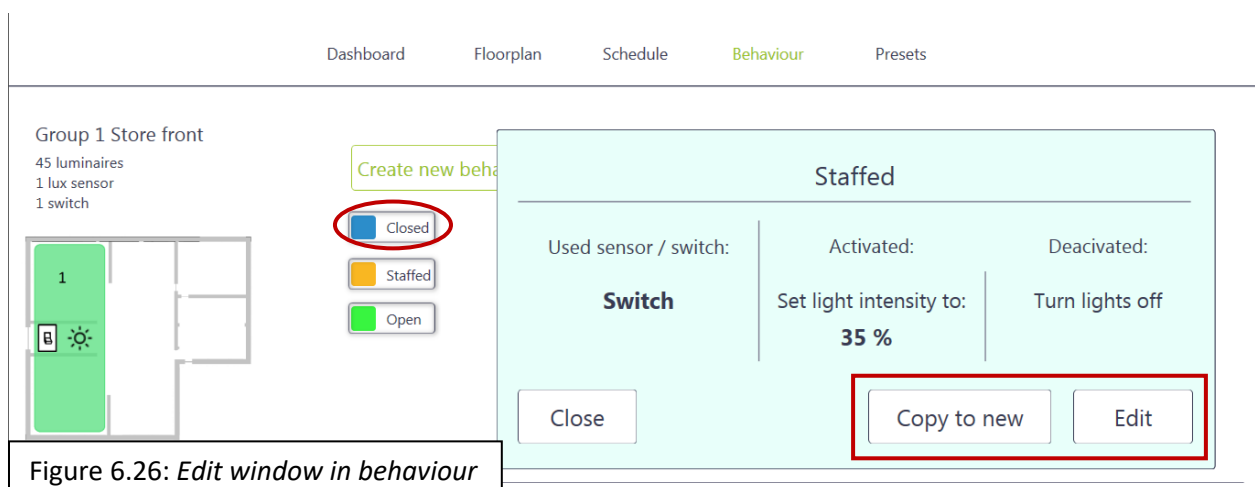 Dashboard Floorplan Schedule Behaviour Presets
Group 1 Store front
45 luminaires
1 lux sensor
1 switch
1
Create new beha
Closed
Staffed
Open
Staffed
Used sensor / switch:
Switch
Activated:
Set light intensity to:
35 %
Deacivated:
Turn lights off
Close
Copy to new
Edit
Figure 6.26: Edit window in behaviour